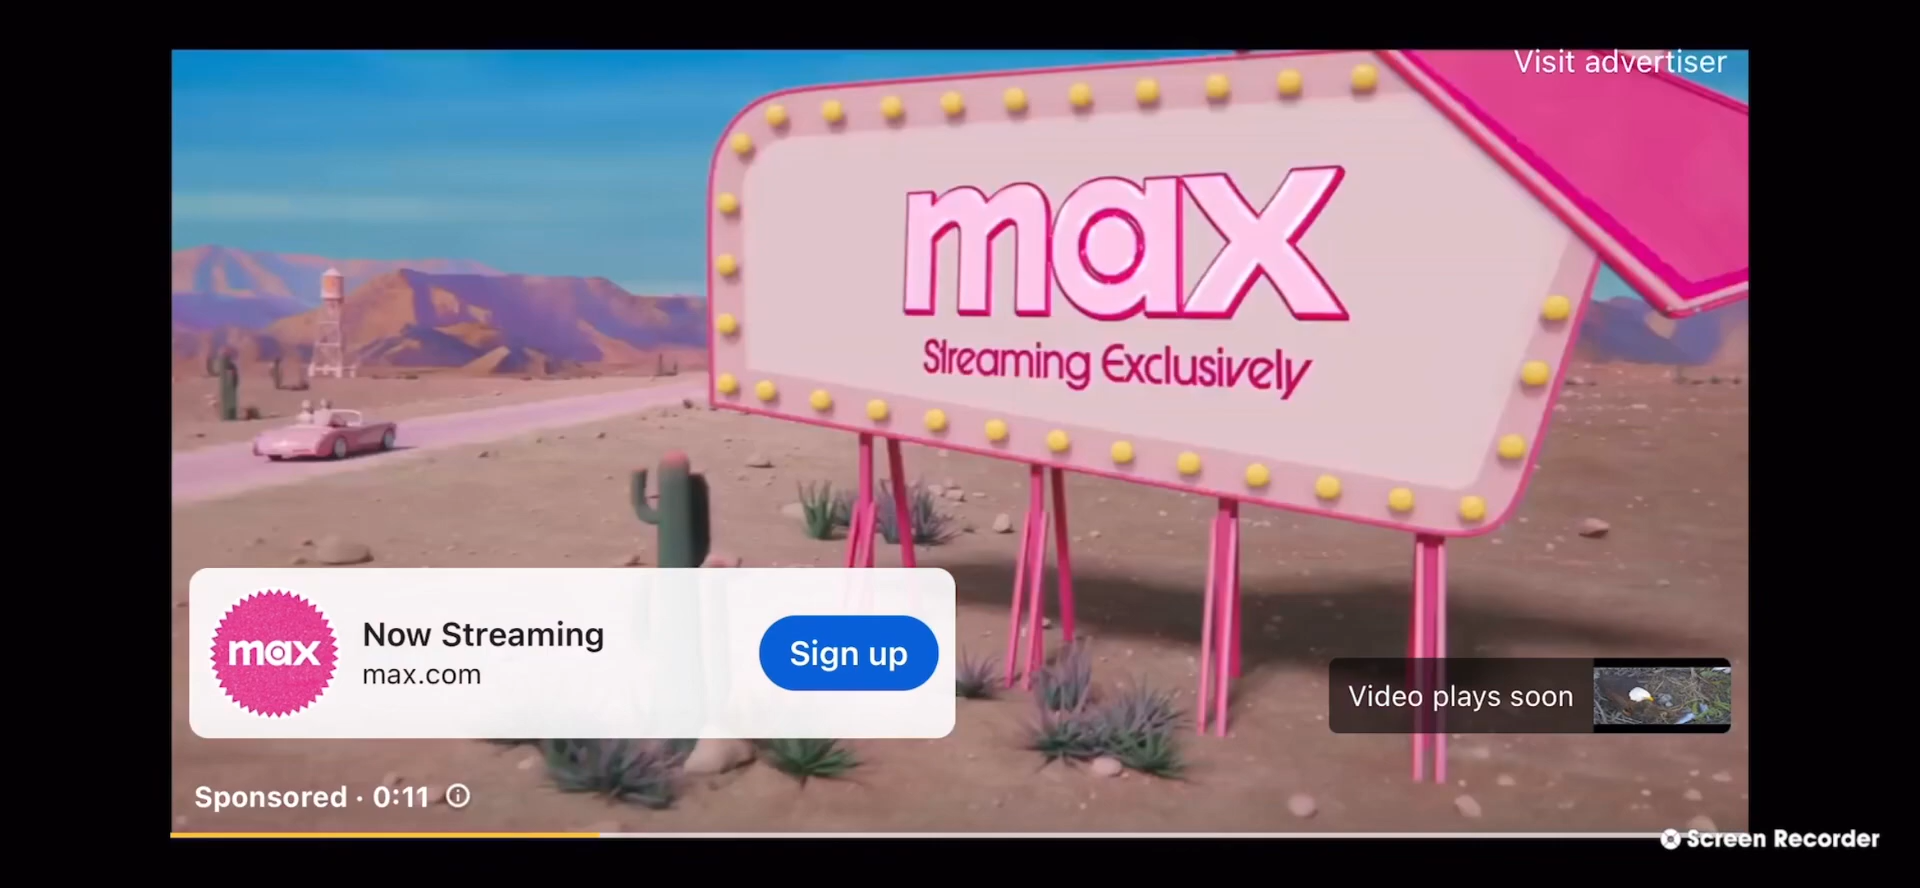 Visit advertiser
max
Streaming Exclusively
max
Now Streaming
max.com
Sign up
Video plays soon
Sponsored · 0:11
Screen Recorder